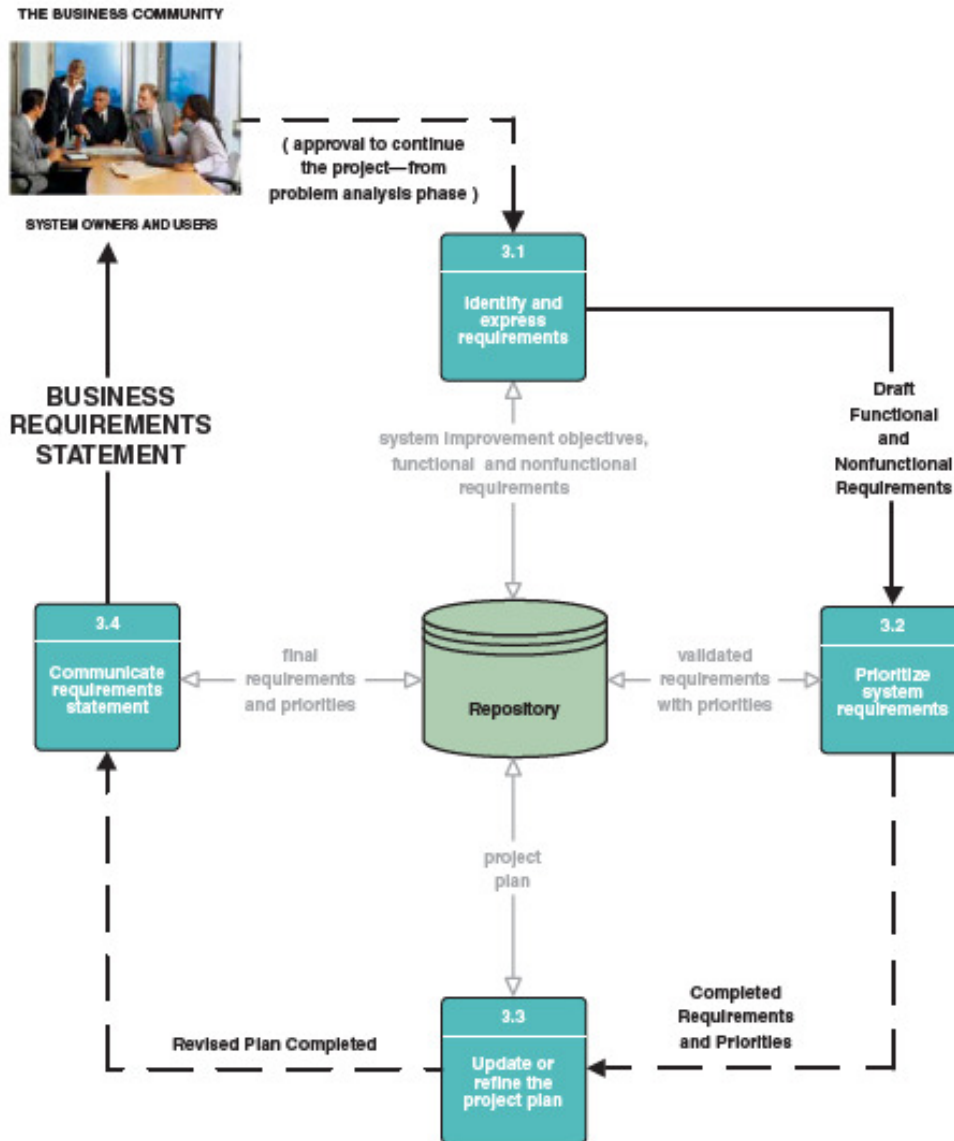 THE BUSINESS COMMUNITY
( approval to continue
the project—from
problem analysis phase )
SYSTEM OWNERS AND USERS
3.1
Identify and
express
requirements
BUSINESS
REQUIREMENTS
STATEMENT
Draft
Functional
and
Nonfunctional
Requirements
system improvement objectives,
functional and nonfunctional
requirements
3.4
Communicate
requirements
statement
final
requirements
and priorities
Repository
validated
requirements
with priorities
3.2
Prioritize
system
requirements
project
plan
Completed
Requirements
and Priorities
Revised Plan Completed
3.3
Update or
refine the
project plan